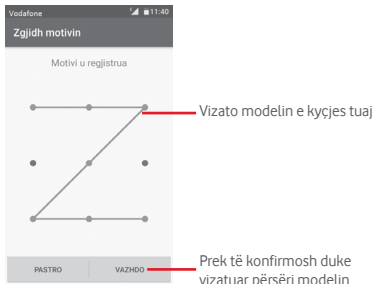 Vodafone 11:40
Zgjidh motivin
Motivi u regjistrua
Vizato modelin e kyçjes tuaj
Prek të konfirmosh duke
vizatuar përsëri modelin
PASTRO VAZHDO